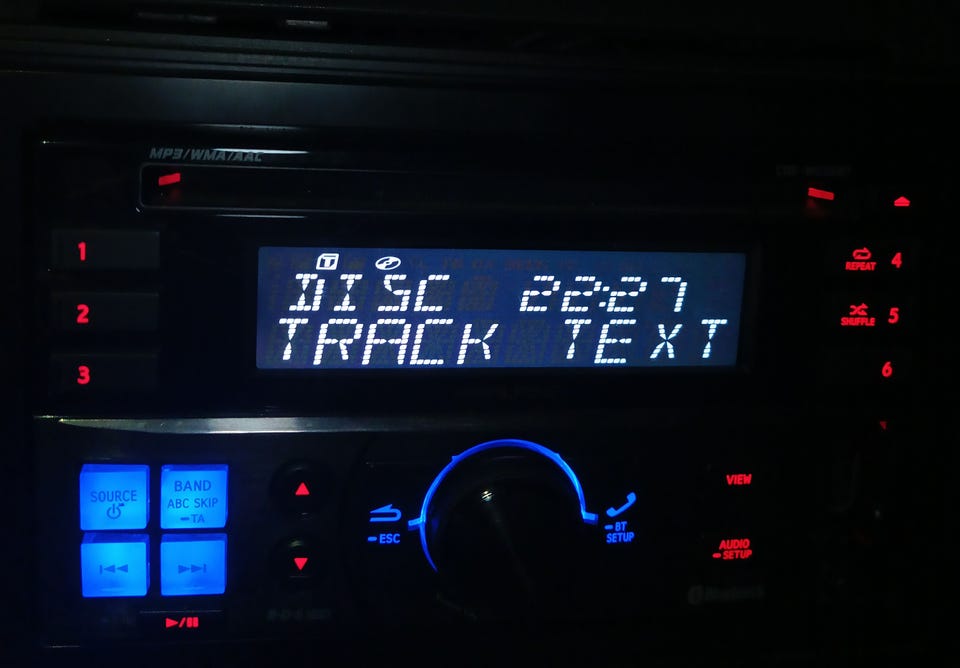 MP3/WMA/AAC
1
2
3
T
DISC 22:27
TRACK TEXT
REPEAT 4
SHUFFLE 5
6
SOURCE
BAND
ABC SKIP
TA
ESC
BT
SETUP
VIEW
AUDIO
SETUP
Bluetooth